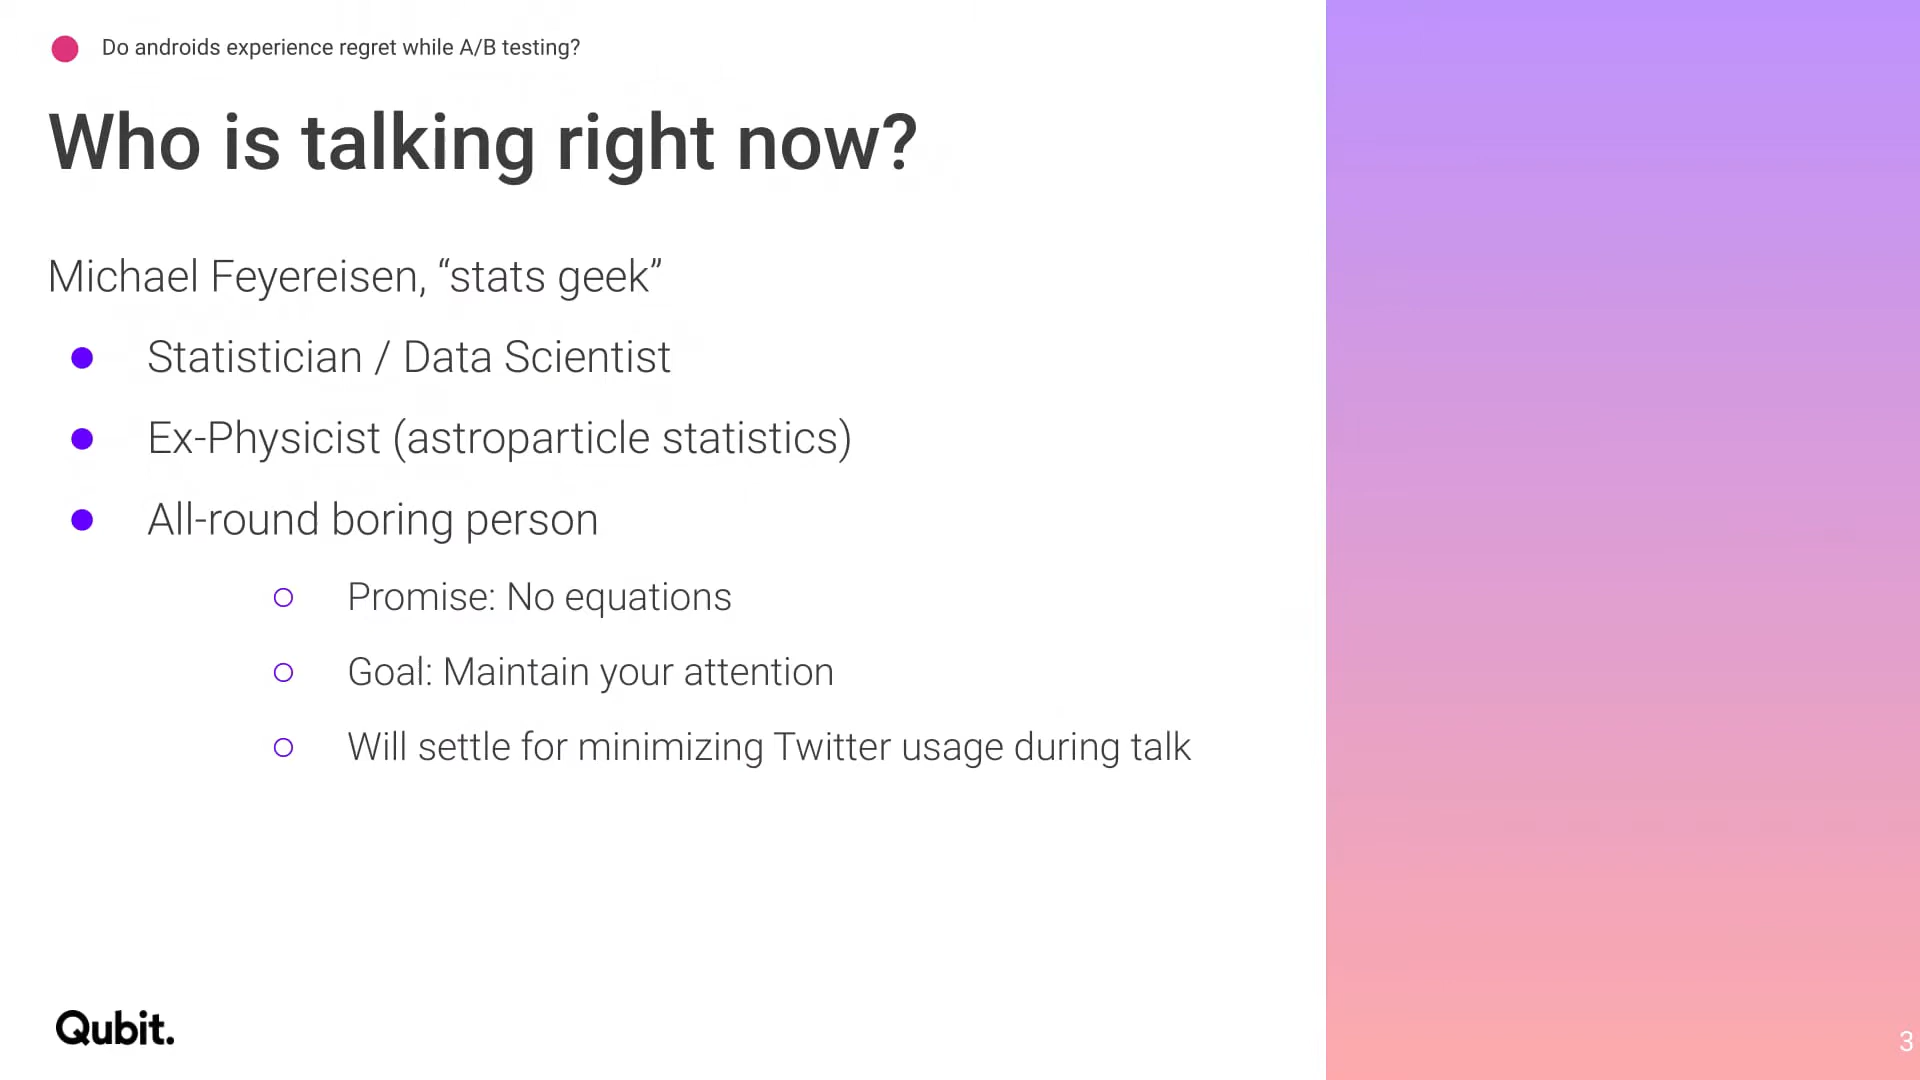 Do androids experience regret while A/B testing?
Who is talking right now?
Michael Feyereisen, “stats geek”
● Statistician / Data Scientist
● Ex-Physicist (astroparticle statistics)
● All-round boring person
○ Promise: No equations
○ Goal: Maintain your attention
○ Will settle for minimizing Twitter usage during talk
Qubit.
3